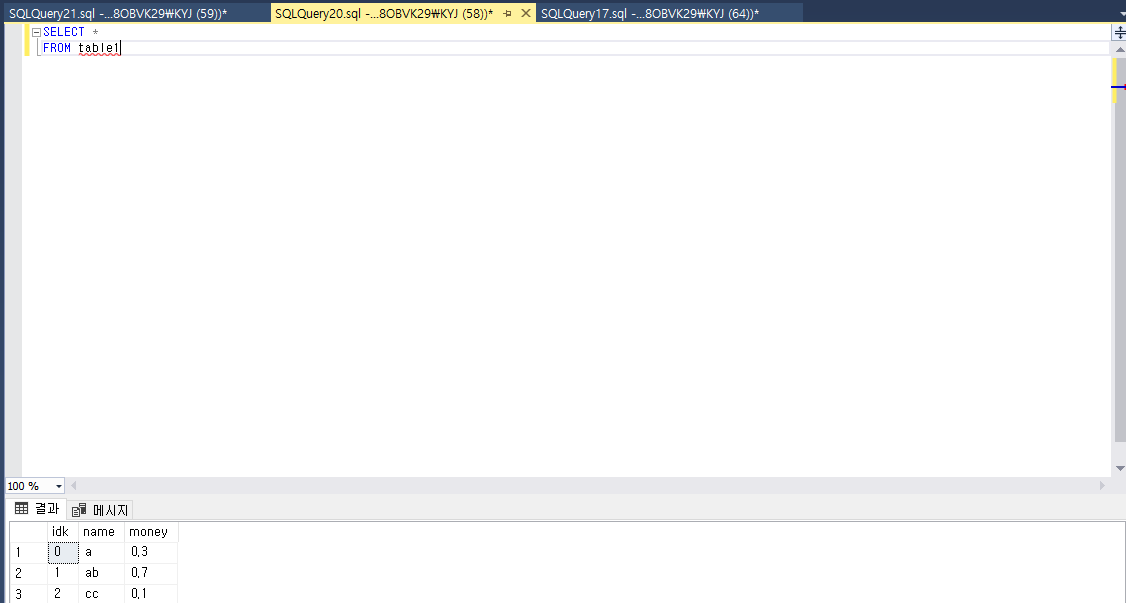 SQLQuery21.sql -...8OBVK29₩KYJ (59))* SQLQuery20.sql -...8OBVK29₩KYJ (58))* SQLQuery17.sql -...8OBVK29₩KYJ (64))*
SELECT *
FROM table1
100 %
결과 메시지
idk name money
1 0 a 0,3
2 1 ab 0,7
3 2 cc 0,1